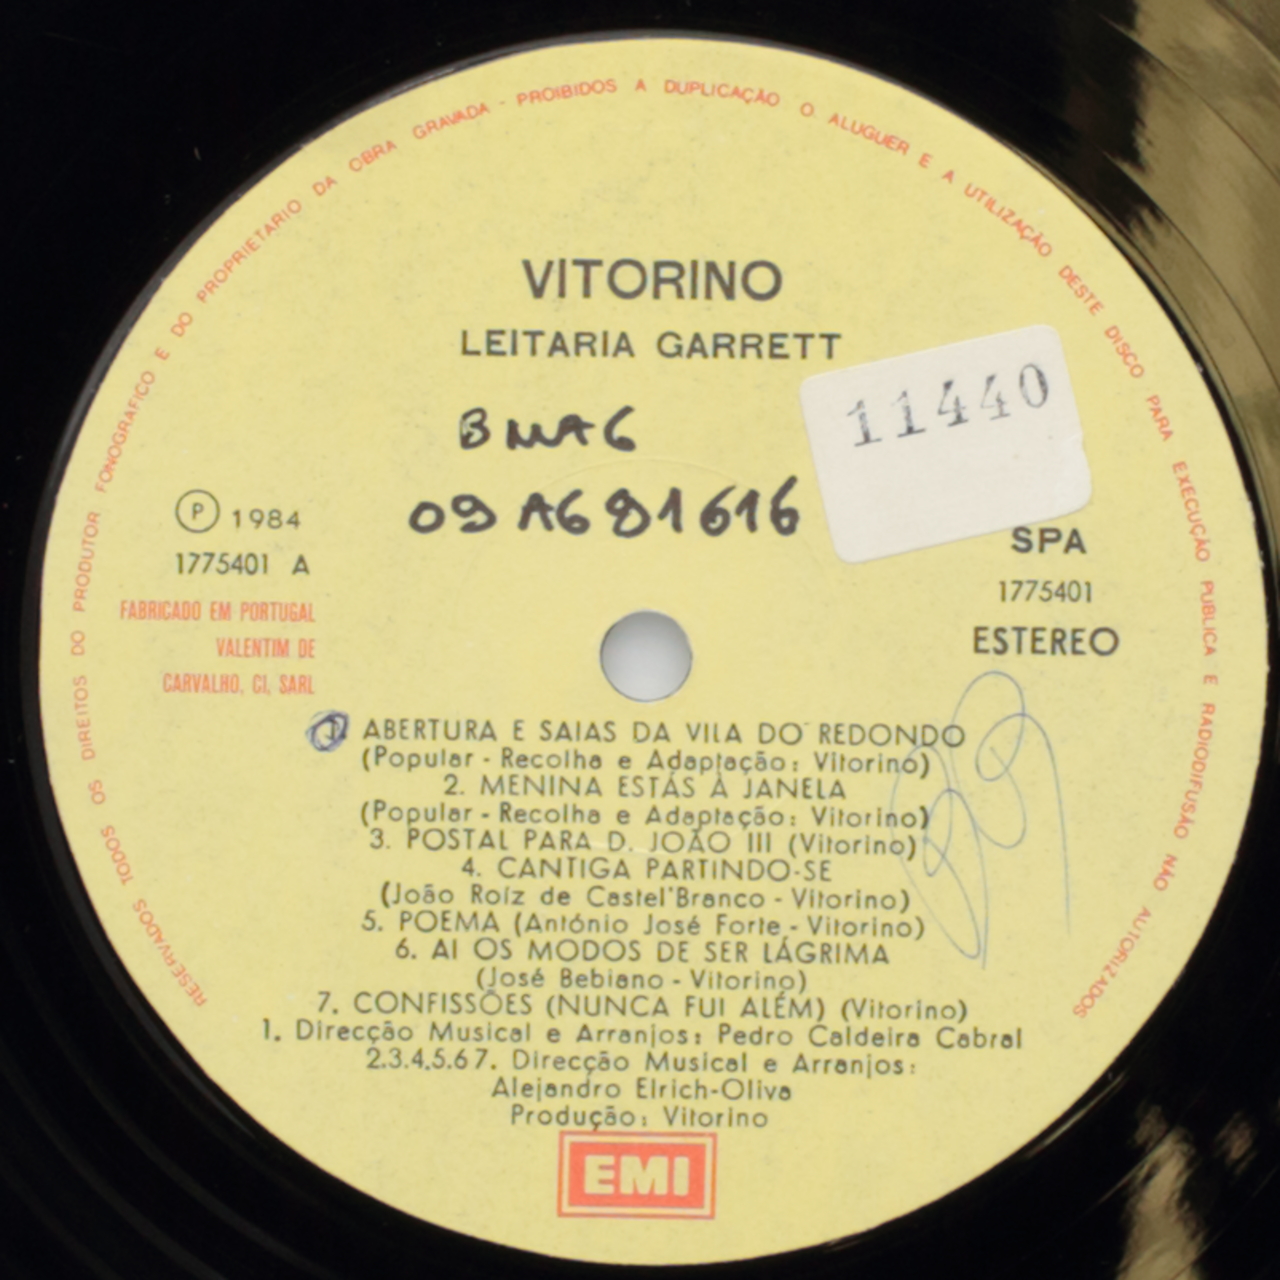 RESERVADOS TODOS OS DIREITOS DO PRODUTOR FONOGRAFICO E DO PROPRIETARIO DA OBRA GRAVADA - PROIBIDOS A DUPLICAÇÃO O ALUGUER E A UTILIZAÇÃO DESTE DISCO PARA EXECUÇÃO PUBLICA E RADIODIFUSÃO NÃO AUTORIZADOS
VITORINO
LEITARIA GARRETT
11440
BMAG
09A691616
Ⓟ 1984
1775401 A
FABRICADO EM PORTUGAL
VALENTIM DE
CARVALHO, CI, SARL
SPA
1775401
ESTEREO
1. ABERTURA E SAIAS DA VILA DO REDONDO
(Popular - Recolha e Adaptação: Vitorino)
2. MENINA ESTÁS À JANELA
(Popular - Recolha e Adaptação: Vitorino)
3. POSTAL PARA D. JOÃO III (Vitorino)
4. CANTIGA PARTINDO-SE
(João Roíz de Castel'Branco - Vitorino)
5. POEMA (António José Forte - Vitorino)
6. AI OS MODOS DE SER LÁGRIMA
(José Bebiano - Vitorino)
7. CONFISSÕES (NUNCA FUI ALÉM) (Vitorino)
1. Direcção Musical e Arranjos: Pedro Caldeira Cabral
2.3.4.5.6 7. Direcção Musical e Arranjos:
Alejandro Elrich-Oliva
Produção: Vitorino
EMI